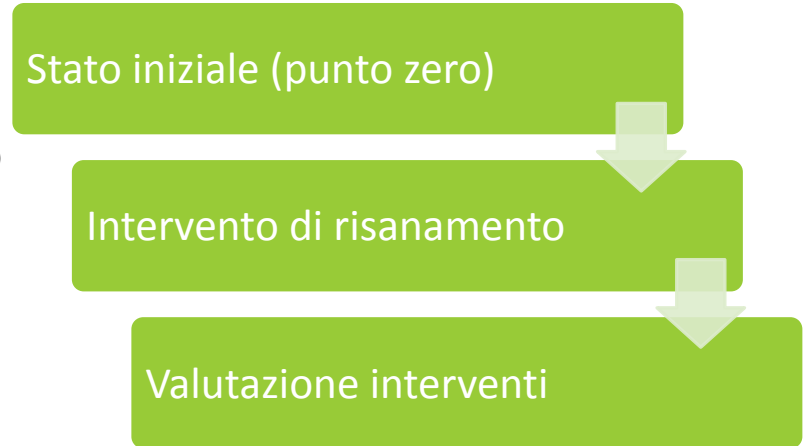 Stato iniziale (punto zero)
Intervento di risanamento
Valutazione interventi